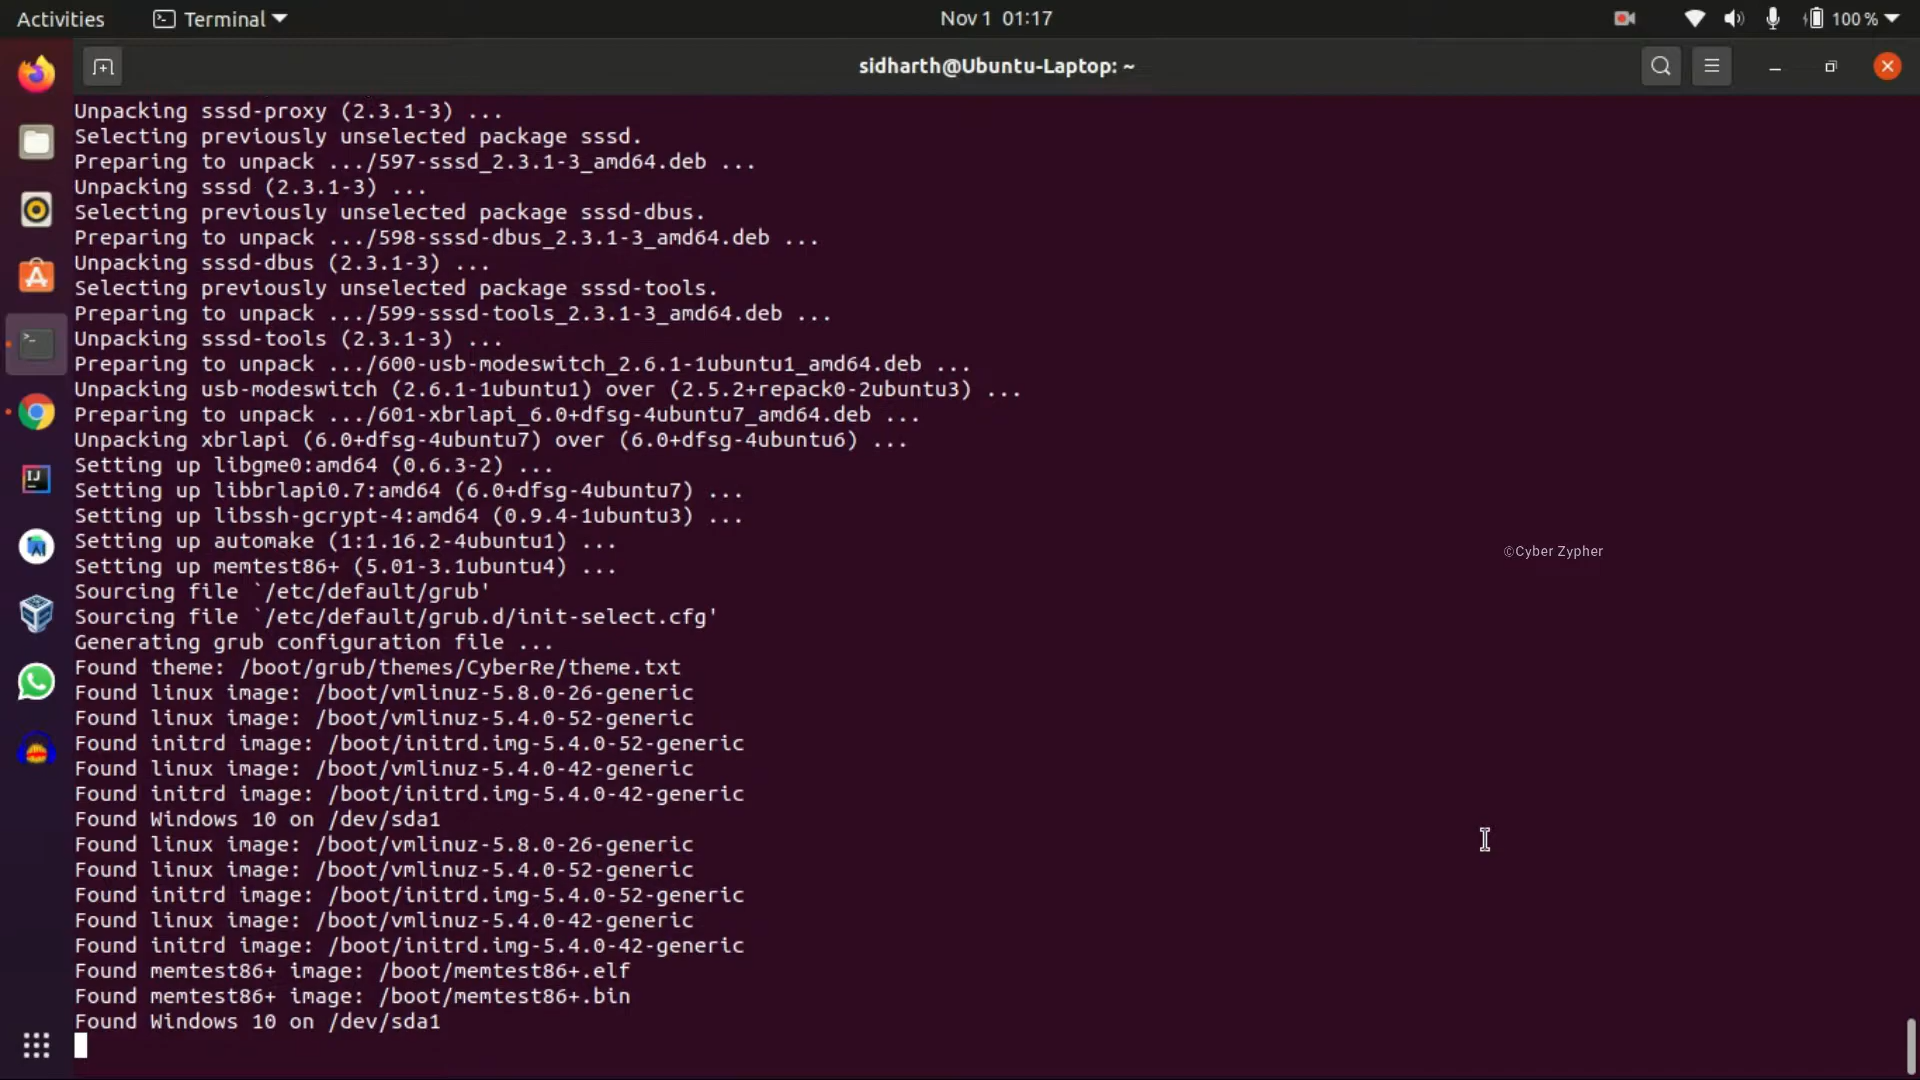 Activities
Terminal
Nov 1 01:17
100 %
sidharth@Ubuntu-Laptop: ~
Unpacking sssd-proxy (2.3.1-3) ...
Selecting previously unselected package sssd.
Preparing to unpack .../597-sssd_2.3.1-3_amd64.deb ...
Unpacking sssd (2.3.1-3) ...
Selecting previously unselected package sssd-dbus.
Preparing to unpack .../598-sssd-dbus_2.3.1-3_amd64.deb ...
Unpacking sssd-dbus (2.3.1-3) ...
Selecting previously unselected package sssd-tools.
Preparing to unpack .../599-sssd-tools_2.3.1-3_amd64.deb ...
Unpacking sssd-tools (2.3.1-3) ...
Preparing to unpack .../600-usb-modeswitch_2.6.1-1ubuntu1_amd64.deb ...
Unpacking usb-modeswitch (2.6.1-1ubuntu1) over (2.5.2+repack0-2ubuntu3) ...
Preparing to unpack .../601-xbrlapi_6.0+dfsg-4ubuntu7_amd64.deb ...
Unpacking xbrlapi (6.0+dfsg-4ubuntu7) over (6.0+dfsg-4ubuntu6) ...
Setting up libgme0:amd64 (0.6.3-2) ...
Setting up libbrlapi0.7:amd64 (6.0+dfsg-4ubuntu7) ...
Setting up libssh-gcrypt-4:amd64 (0.9.4-1ubuntu3) ...
Setting up automake (1:1.16.2-4ubuntu1) ...
©Cyber Zypher
Setting up memtest86+ (5.01-3.1ubuntu4) ...
Sourcing file `/etc/default/grub'
Sourcing file `/etc/default/grub.d/init-select.cfg'
Generating grub configuration file ...
Found theme: /boot/grub/themes/CyberRe/theme.txt
Found linux image: /boot/vmlinuz-5.8.0-26-generic
Found linux image: /boot/vmlinuz-5.4.0-52-generic
Found initrd image: /boot/initrd.img-5.4.0-52-generic
Found linux image: /boot/vmlinuz-5.4.0-42-generic
Found initrd image: /boot/initrd.img-5.4.0-42-generic
Found Windows 10 on /dev/sda1
Found linux image: /boot/vmlinuz-5.8.0-26-generic
Found linux image: /boot/vmlinuz-5.4.0-52-generic
Found initrd image: /boot/initrd.img-5.4.0-52-generic
Found linux image: /boot/vmlinuz-5.4.0-42-generic
Found initrd image: /boot/initrd.img-5.4.0-42-generic
Found memtest86+ image: /boot/memtest86+.elf
Found memtest86+ image: /boot/memtest86+.bin
Found Windows 10 on /dev/sda1